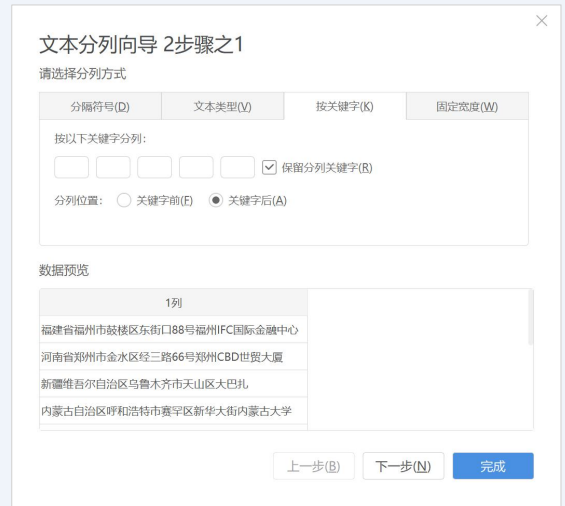 文本分列向导 2步骤之1
请选择分列方式
分隔符号(D) 文本类型(V) 按关键字(K) 固定宽度(W)
按以下关键字分列:
保留分列关键字(R)
分列位置: 关键字前(F) 关键字后(A)
数据预览
1列
福建省福州市鼓楼区东街口88号福州IFC国际金融中心
河南省郑州市金水区经三路66号郑州CBD世贸大厦
新疆维吾尔自治区乌鲁木齐市天山区大巴扎
内蒙古自治区呼和浩特市赛罕区新华大街内蒙古大学
上一步(B) 下一步(N) 完成